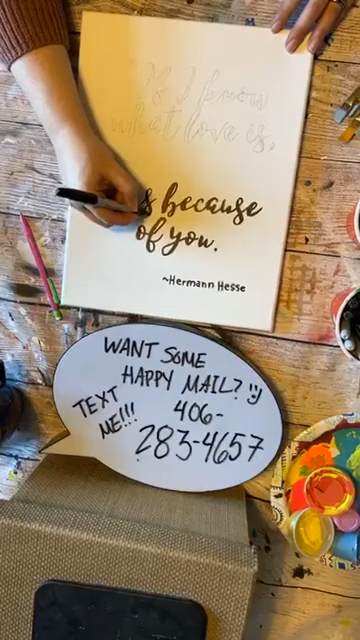 If I know
what love is,
s because
of you.
~Hermann Hesse
WANT SOME
HAPPY MAIL? :)
TEXT
ME!!!
406-
283-4657